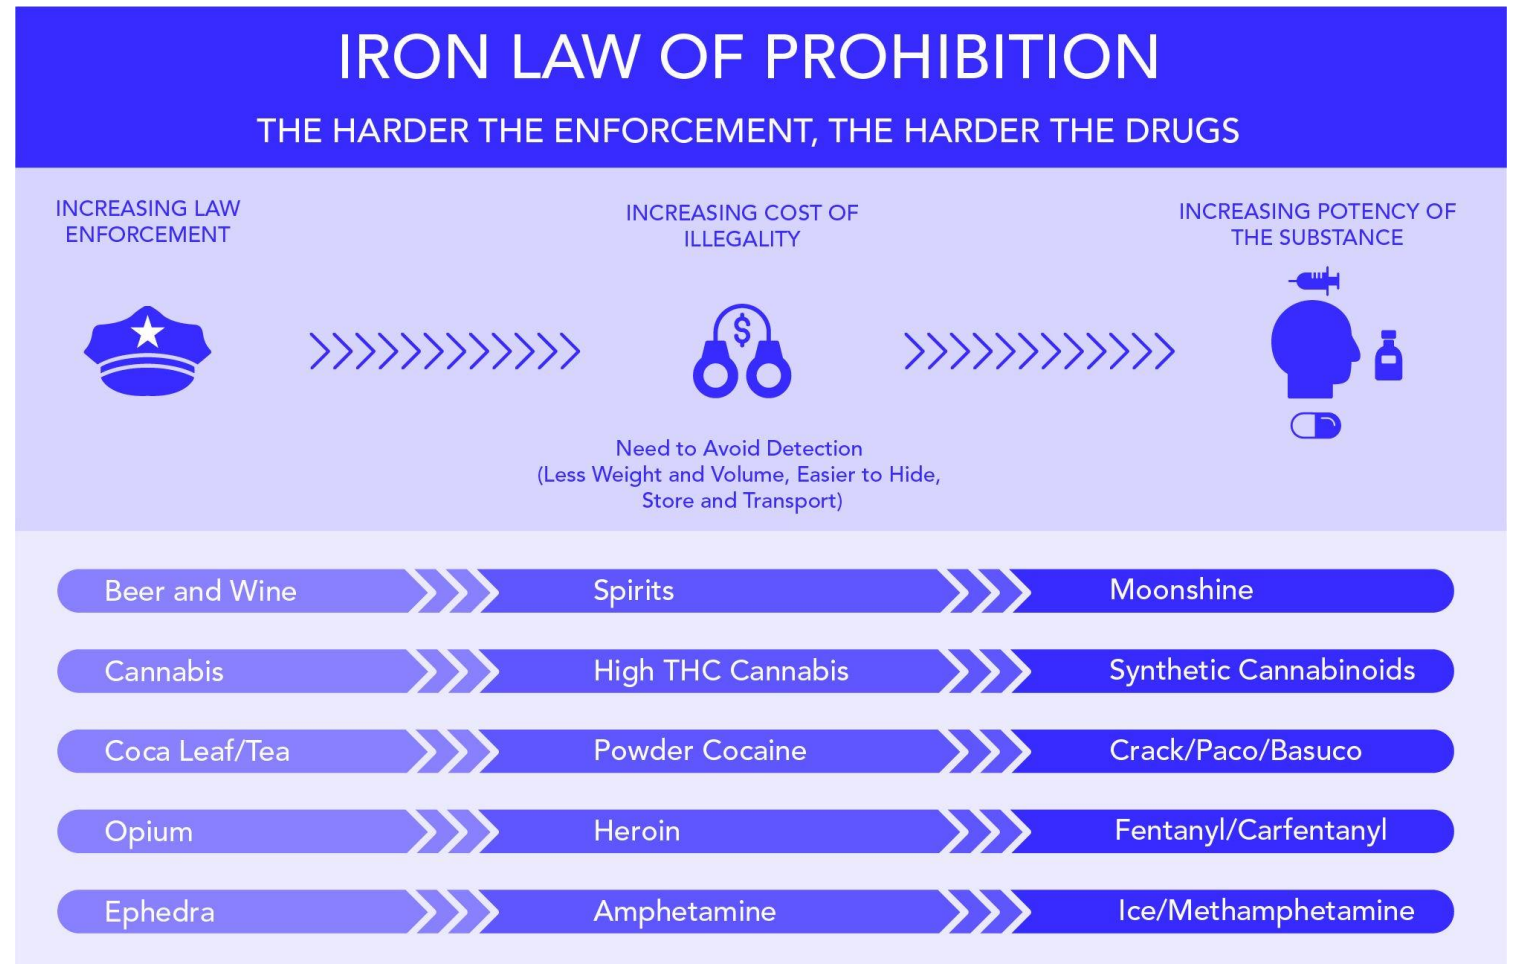 IRON LAW OF PROHIBITION
THE HARDER THE ENFORCEMENT, THE HARDER THE DRUGS
INCREASING LAW
ENFORCEMENT
INCREASING COST OF
ILLEGALITY
INCREASING POTENCY OF
THE SUBSTANCE
$
Need to Avoid Detection
(Less Weight and Volume, Easier to Hide,
Store and Transport)
Beer and Wine
Spirits
Moonshine
Cannabis
High THC Cannabis
Synthetic Cannabinoids
Coca Leaf/Tea
Powder Cocaine
Crack/Paco/Basuco
Opium
Heroin
Fentanyl/Carfentanyl
Ephedra
Amphetamine
Ice/Methamphetamine